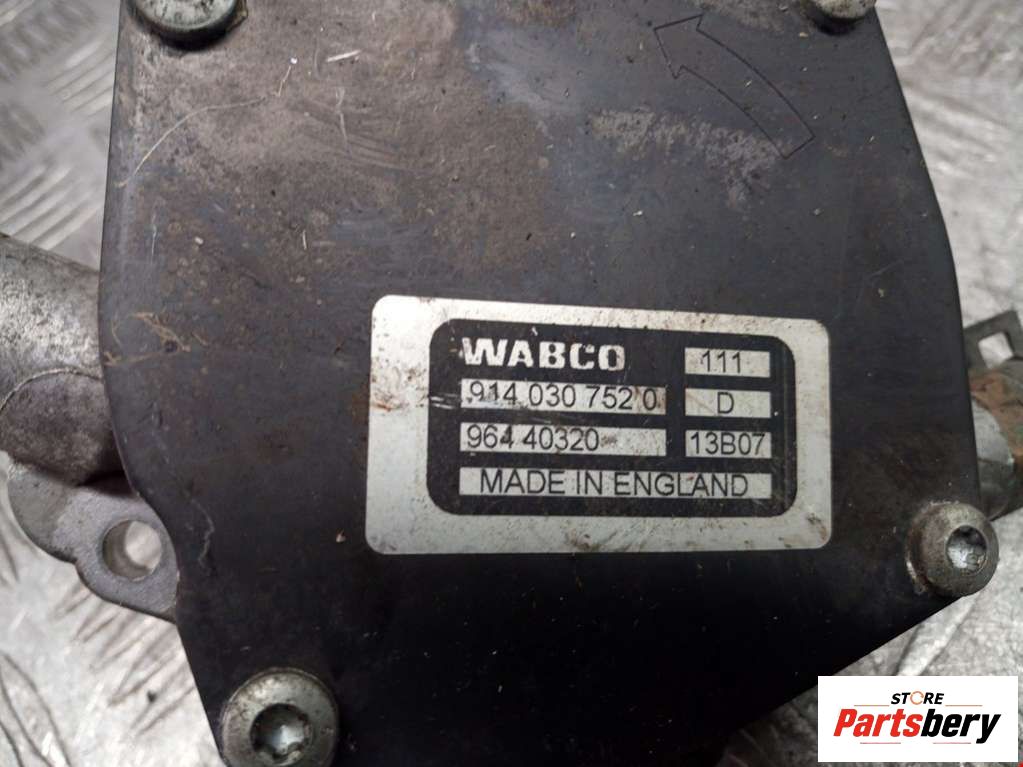 WABCO 111
914 030 752 0 D
964 40320 13B07
MADE IN ENGLAND
STORE
Partsbery